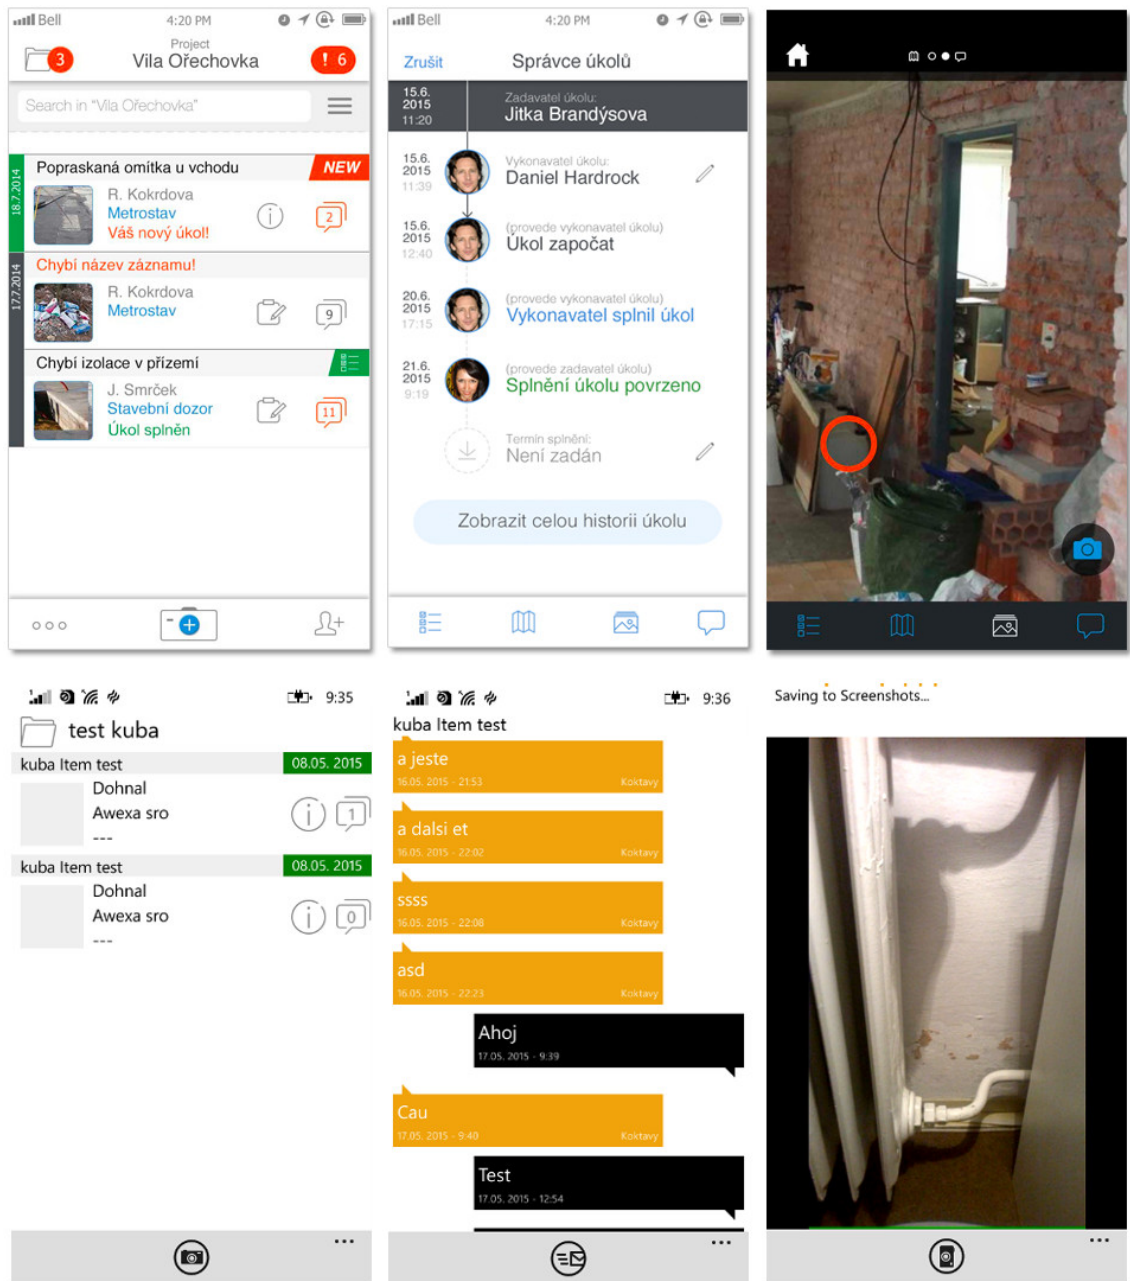 Bell 4:20 PM
Project
Vila Ořechovka
3
! 6
Search in "Vila Ořechovka"
18.7.2014
Popraskaná omítka u vchodu
NEW
R. Kokrdova
Metrostav
Váš nový úkol!
2
17.7.2014
Chybí název záznamu!
R. Kokrdova
Metrostav
9
Chybí izolace v přízemí
J. Smrček
Stavební dozor
Úkol splněn
11
Bell 4:20 PM
Zrušit
Správce úkolů
15.6.
2015
11:20
Zadavatel úkolu:
Jitka Brandýsova
15.6.
2015
11:39
Vykonavatel úkolu:
Daniel Hardrock
15.6.
2015
12:40
(provede vykonavatel úkolu)
Úkol započat
20.6.
2015
17:15
(provede vykonavatel úkolu)
Vykonavatel splnil úkol
21.6.
2015
9:19
(provede zadavatel úkolu)
Splnění úkolu povrzeno
Termín splnění:
Není zadán
Zobrazit celou historii úkolu
9:35
test kuba
kuba Item test 08.05. 2015
Dohnal
Awexa sro
---
1
kuba Item test 08.05. 2015
Dohnal
Awexa sro
---
0
9:36
kuba Item test
a jeste
16.05. 2015 - 21:53 Koktavy
a dalsi et
16.05. 2015 - 22:02 Koktavy
ssss
16.05. 2015 - 22:08 Koktavy
asd
16.05. 2015 - 22:23 Koktavy
Ahoj
17.05. 2015 - 9:39
Cau
17.05. 2015 - 9:40 Koktavy
Test
17.05. 2015 - 12:54
Saving to Screenshots...